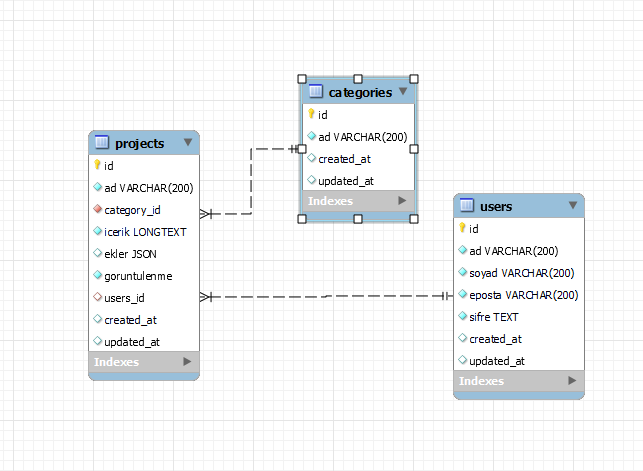 categories
id
ad VARCHAR(200)
created_at
updated_at
Indexes
projects
id
ad VARCHAR(200)
category_id
icerik LONGTEXT
ekler JSON
goruntulenme
users_id
created_at
updated_at
Indexes
users
id
ad VARCHAR(200)
soyad VARCHAR(200)
eposta VARCHAR(200)
sifre TEXT
created_at
updated_at
Indexes